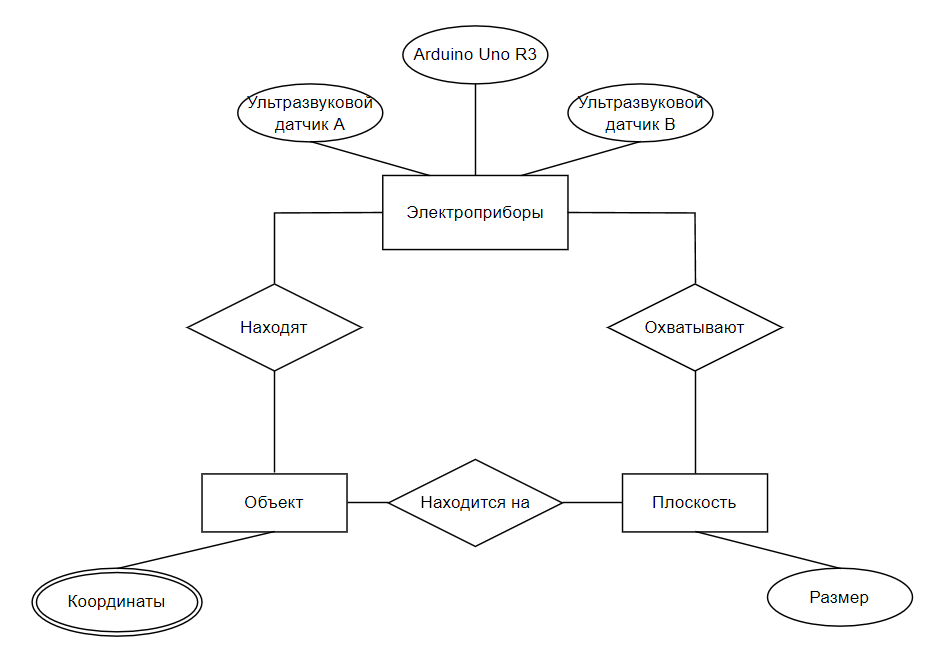 Arduino Uno R3
Ультразвуковой
датчик A
Ультразвуковой
датчик B
Электроприборы
Находят
Охватывают
Объект
Находится на
Плоскость
Координаты
Размер